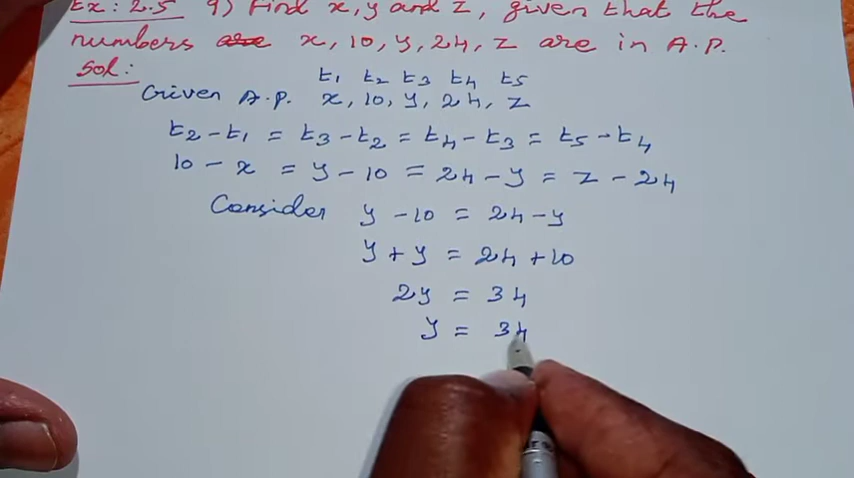 Ex: 2.5 9) Find x, y and z, given that the
numbers are x, 10, y, 24, z are in A.P.
Sol:
t1 t2 t3 t4 t5
Given A.P. x, 10, y, 24, z
t2 - t1 = t3 - t2 = t4 - t3 = t5 - t4
10 - x = y - 10 = 24 - y = z - 24
Consider y - 10 = 24 - y
y + y = 24 + 10
2y = 34
y = 34